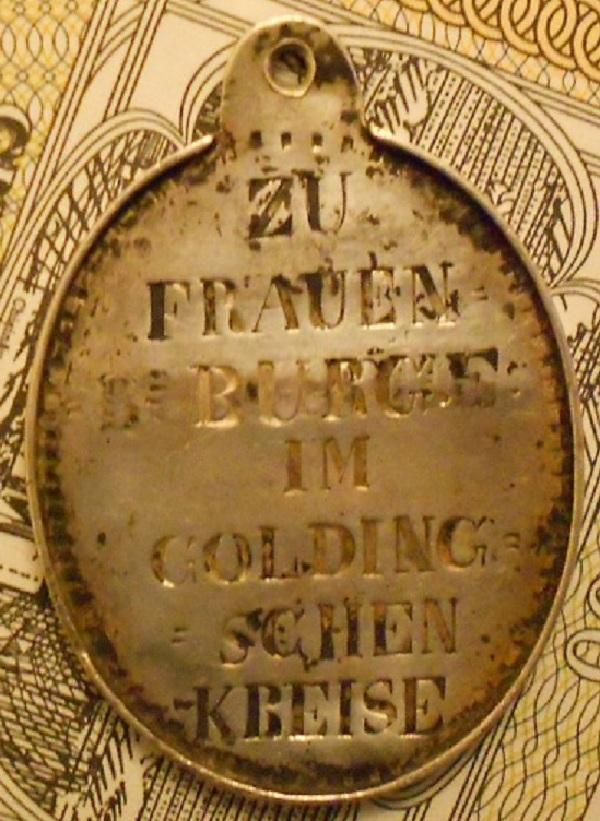 ZU
FRAUEN-
-BURGE
IM
GOLDING-
-SCHEN
KREISE